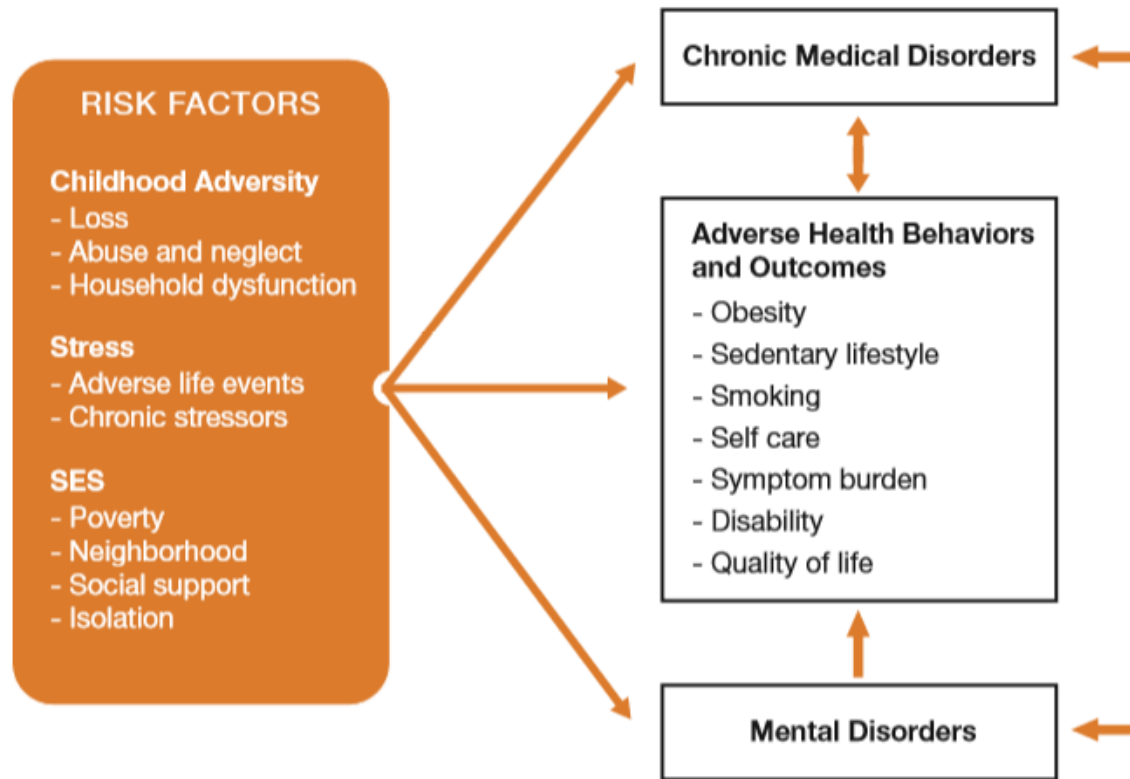 RISK FACTORS
Childhood Adversity
- Loss
- Abuse and neglect
- Household dysfunction
Stress
- Adverse life events
- Chronic stressors
SES
- Poverty
- Neighborhood
- Social support
- Isolation
Chronic Medical Disorders
Adverse Health Behaviors
and Outcomes
- Obesity
- Sedentary lifestyle
- Smoking
- Self care
- Symptom burden
- Disability
- Quality of life
Mental Disorders